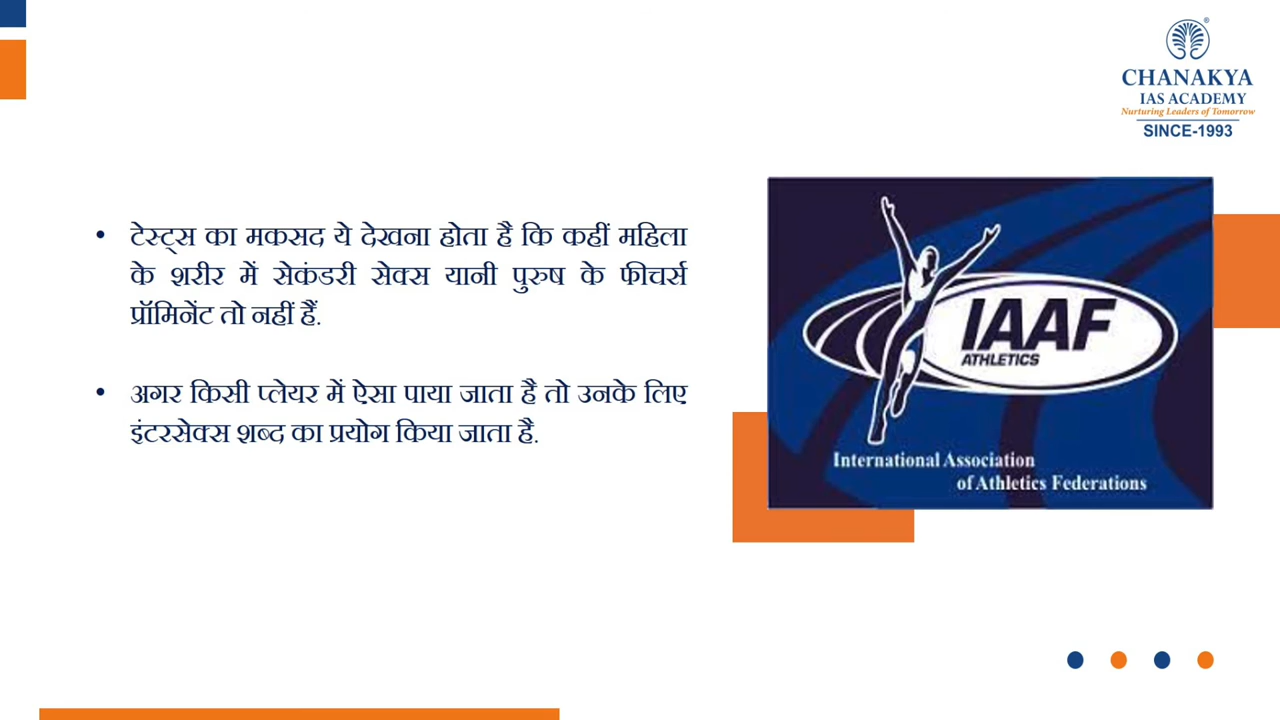 CHANAKYA
IAS ACADEMY
Nurturing Leaders of Tomorrow
SINCE-1993
• टेस्ट्स का मकसद ये देखना होता है कि कहीं महिला
के शरीर में सेकंडरी सेक्स यानी पुरुष के फीचर्स
प्रॉमिनेंट तो नहीं हैं.
• अगर किसी प्लेयर में ऐसा पाया जाता है तो उनके लिए
इंटरसेक्स शब्द का प्रयोग किया जाता है.
IAAF
ATHLETICS
International Association
of Athletics Federations